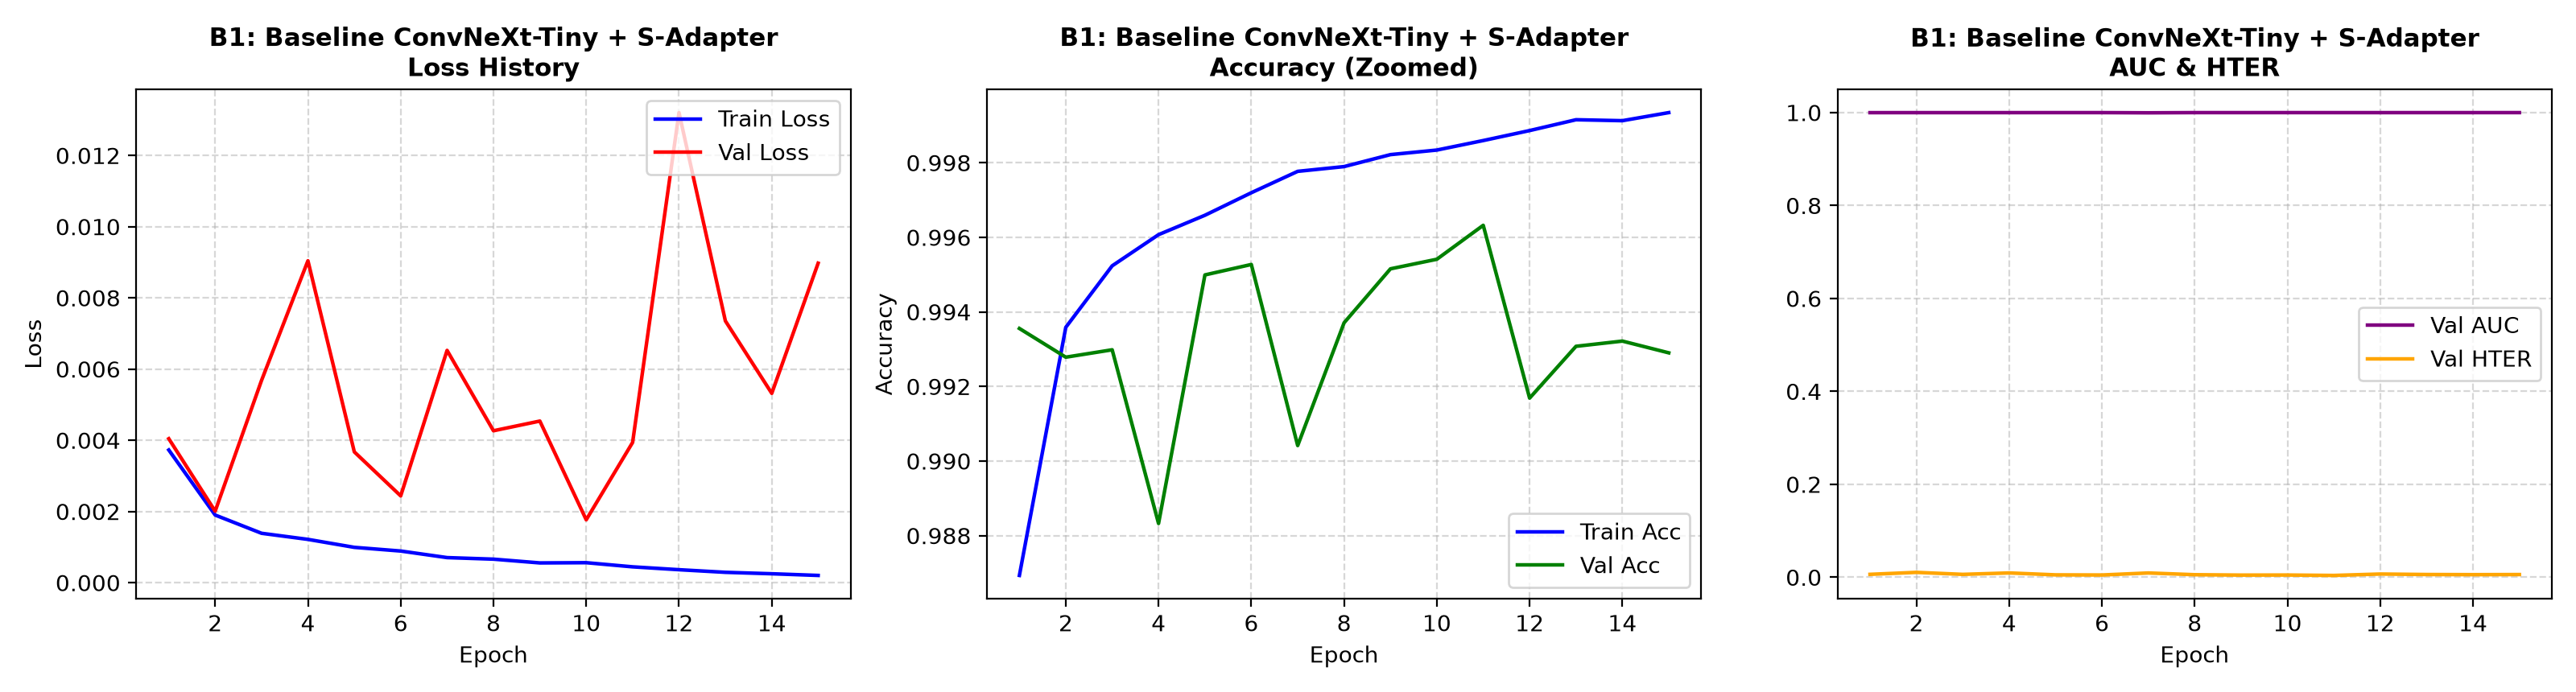 B1: Baseline ConvNeXt-Tiny + S-Adapter
Loss History
Train Loss
Val Loss
0.012
0.010
0.008
0.006
0.004
0.002
0.000
Loss
2 4 6 8 10 12 14
Epoch
B1: Baseline ConvNeXt-Tiny + S-Adapter
Accuracy (Zoomed)
0.998
0.996
0.994
0.992
0.990
0.988
Accuracy
Train Acc
Val Acc
2 4 6 8 10 12 14
Epoch
B1: Baseline ConvNeXt-Tiny + S-Adapter
AUC & HTER
1.0
0.8
0.6
0.4
0.2
0.0
Val AUC
Val HTER
2 4 6 8 10 12 14
Epoch